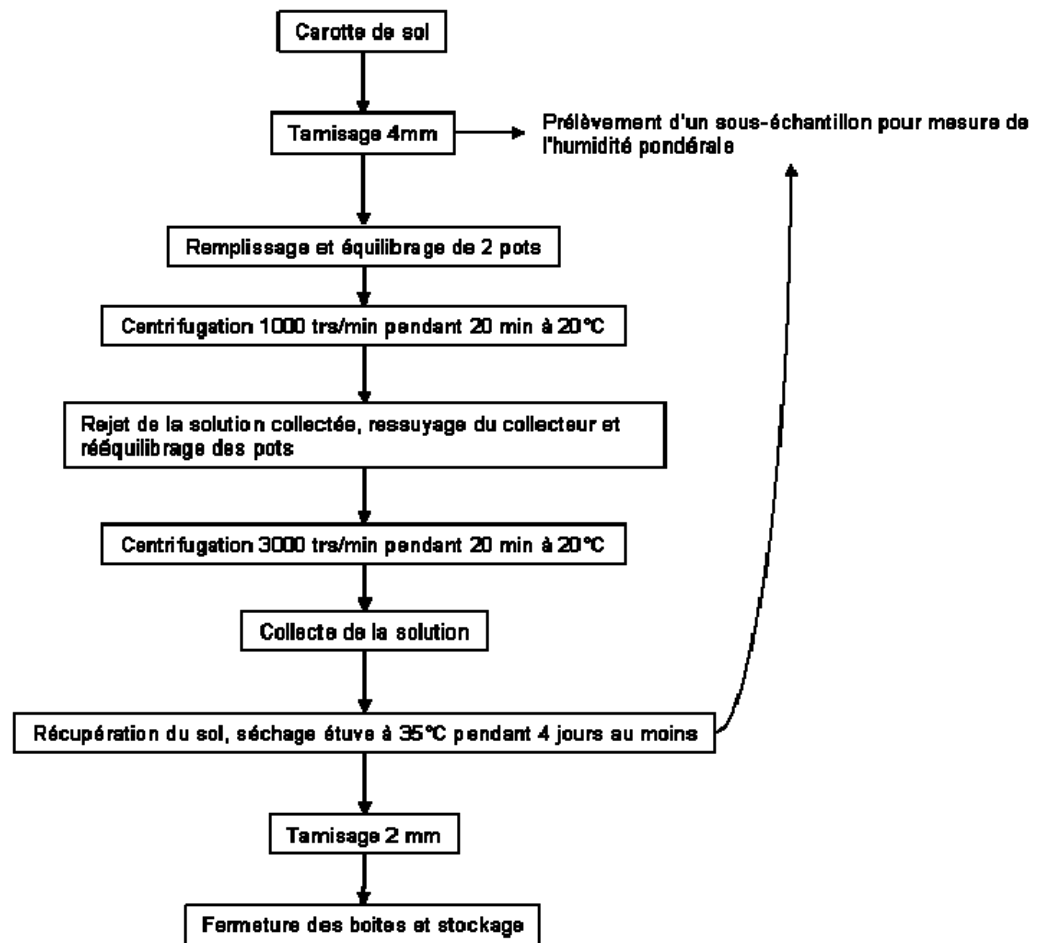 Carotte de sol
Tamisage 4mm
Prélèvement d'un sous-échantillon pour mesure de
l'humidité pondérale
Remplissage et équilibrage de 2 pots
Centrifugation 1000 trs/min pendant 20 min à 20°C
Rejet de la solution collectée, ressuyage du collecteur et
rééquilibrage des pots
Centrifugation 3000 trs/min pendant 20 min à 20°C
Collecte de la solution
Récupération du sol, séchage étuve à 35°C pendant 4 jours au moins
Tamisage 2 mm
Fermeture des boites et stockage